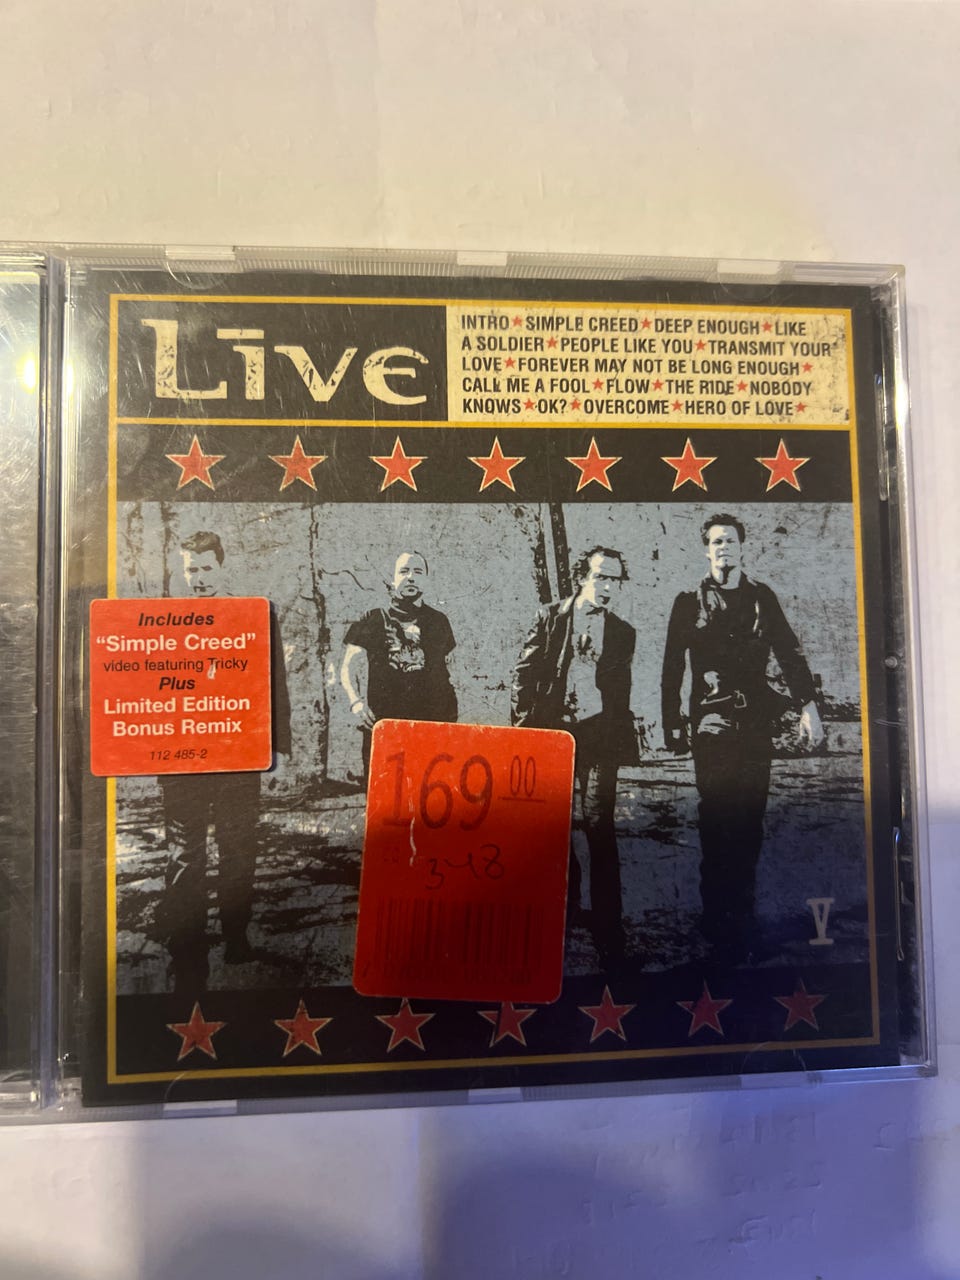 Līve
INTRO★SIMPLE CREED★DEEP ENOUGH★LIKE
A SOLDIER★PEOPLE LIKE YOU★TRANSMIT YOUR
LOVE★FOREVER MAY NOT BE LONG ENOUGH★
CALL ME A FOOL★FLOW★THE RIDE★NOBODY
KNOWS★OK?★OVERCOME★HERO OF LOVE★
Includes
“Simple Creed”
video featuring Tricky
Plus
Limited Edition
Bonus Remix
112 485-2
169 00
348
V